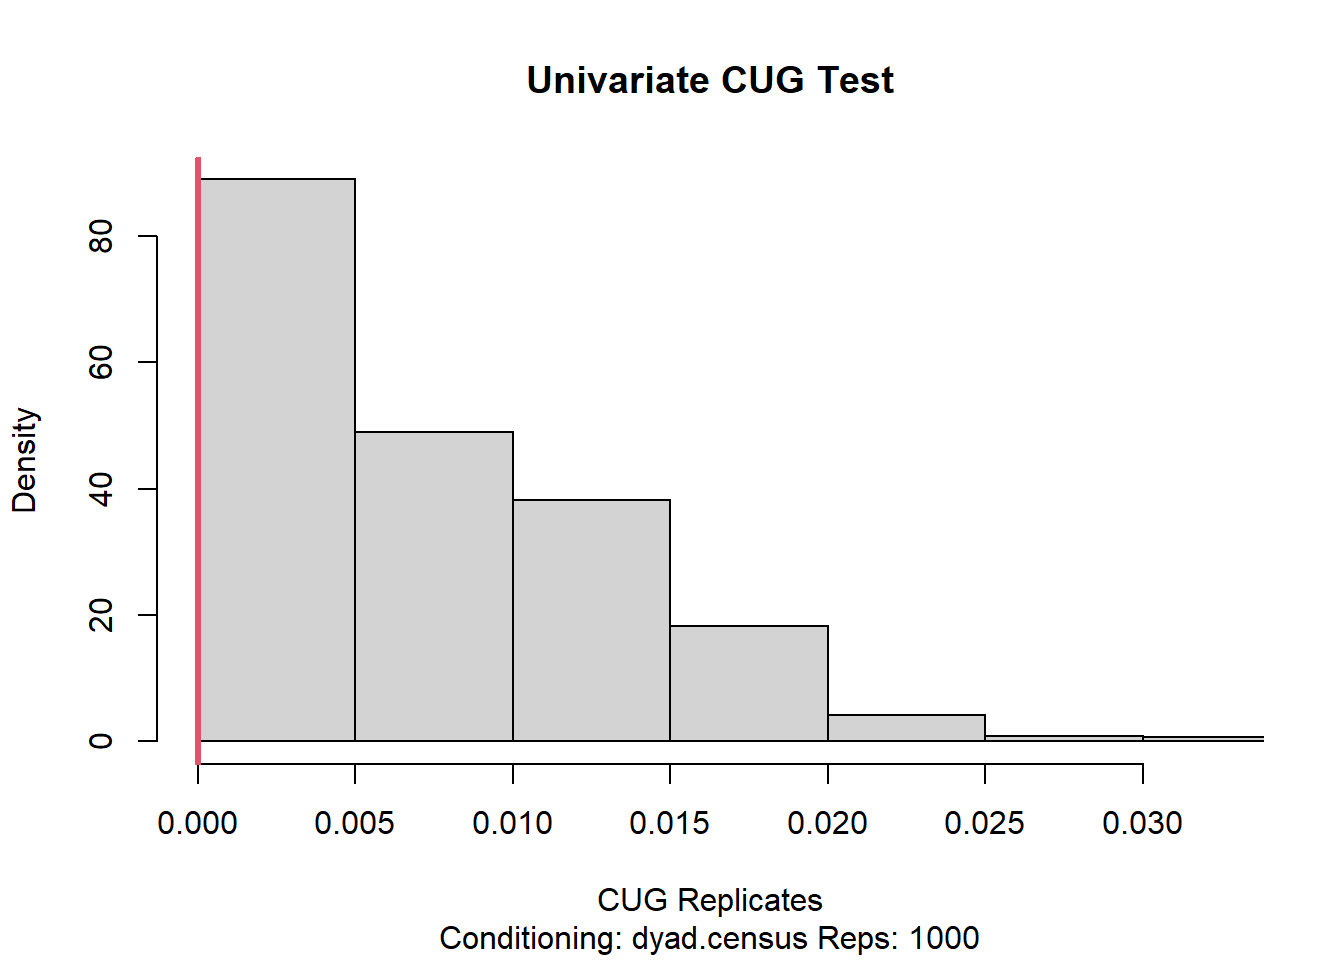 Univariate CUG Test
Density
80
60
40
20
0
0.000 0.005 0.010 0.015 0.020 0.025 0.030
CUG Replicates
Conditioning: dyad.census Reps: 1000